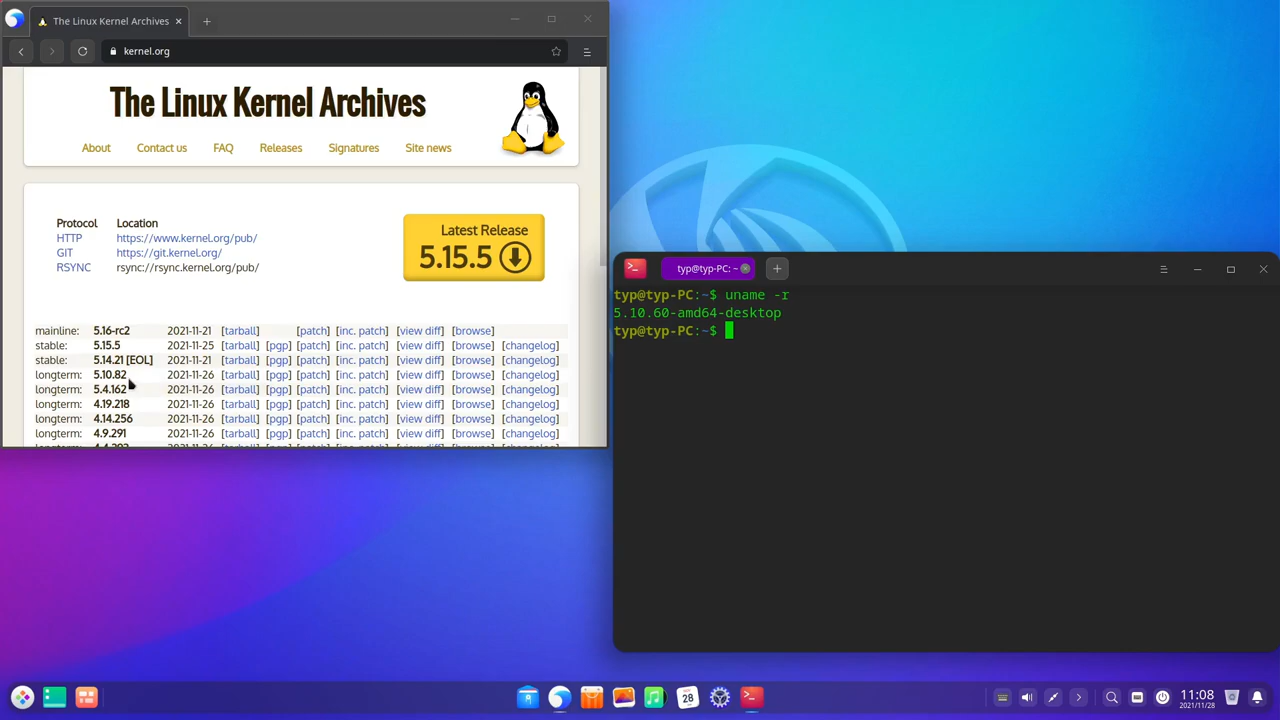 The Linux Kernel Archives
kernel.org
The Linux Kernel Archives
About Contact us FAQ Releases Signatures Site news
Protocol Location
HTTP https://www.kernel.org/pub/
GIT https://git.kernel.org/
RSYNC rsync://rsync.kernel.org/pub/
Latest Release
5.15.5
mainline: 5.16-rc2 2021-11-21 [tarball] [patch] [inc. patch] [view diff] [browse]
stable: 5.15.5 2021-11-25 [tarball] [pgp] [patch] [inc. patch] [view diff] [browse] [changelog]
stable: 5.14.21 [EOL] 2021-11-21 [tarball] [pgp] [patch] [inc. patch] [view diff] [browse] [changelog]
longterm: 5.10.82 2021-11-26 [tarball] [pgp] [patch] [inc. patch] [view diff] [browse] [changelog]
longterm: 5.4.162 2021-11-26 [tarball] [pgp] [patch] [inc. patch] [view diff] [browse] [changelog]
longterm: 4.19.218 2021-11-26 [tarball] [pgp] [patch] [inc. patch] [view diff] [browse] [changelog]
longterm: 4.14.256 2021-11-26 [tarball] [pgp] [patch] [inc. patch] [view diff] [browse] [changelog]
longterm: 4.9.291 2021-11-26 [tarball] [pgp] [patch] [inc. patch] [view diff] [browse] [changelog]
typ@typ-PC: ~
typ@typ-PC:~$ uname -r
5.10.60-amd64-desktop
typ@typ-PC:~$
28
11:08
2021/11/28